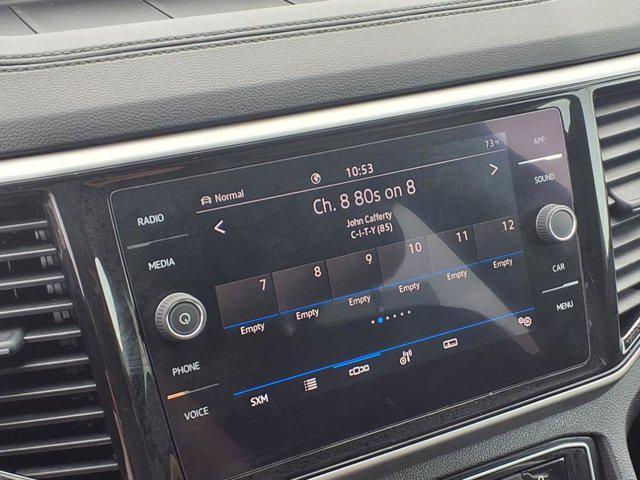 RADIO
MEDIA
PHONE
VOICE
Normal
10:53
73°F
Ch. 8 80s on 8
John Cafferty
C-I-T-Y (85)
7 8 9 10 11 12
Empty Empty Empty Empty Empty Empty
SXM
APP
SOUND
CAR
MENU